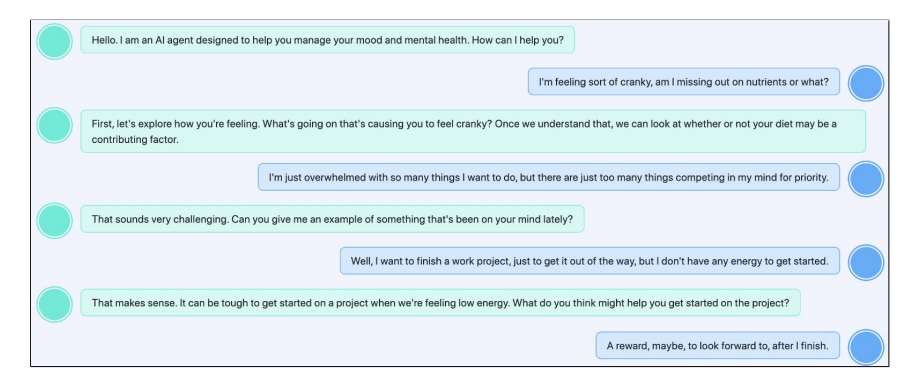 Hello. I am an AI agent designed to help you manage your mood and mental health. How can I help you?
I'm feeling sort of cranky, am I missing out on nutrients or what?
First, let's explore how you're feeling. What's going on that's causing you to feel cranky? Once we understand that, we can look at whether or not your diet may be a
contributing factor.
I'm just overwhelmed with so many things I want to do, but there are just too many things competing in my mind for priority.
That sounds very challenging. Can you give me an example of something that's been on your mind lately?
Well, I want to finish a work project, just to get it out of the way, but I don't have any energy to get started.
That makes sense. It can be tough to get started on a project when we're feeling low energy. What do you think might help you get started on the project?
A reward, maybe, to look forward to, after I finish.